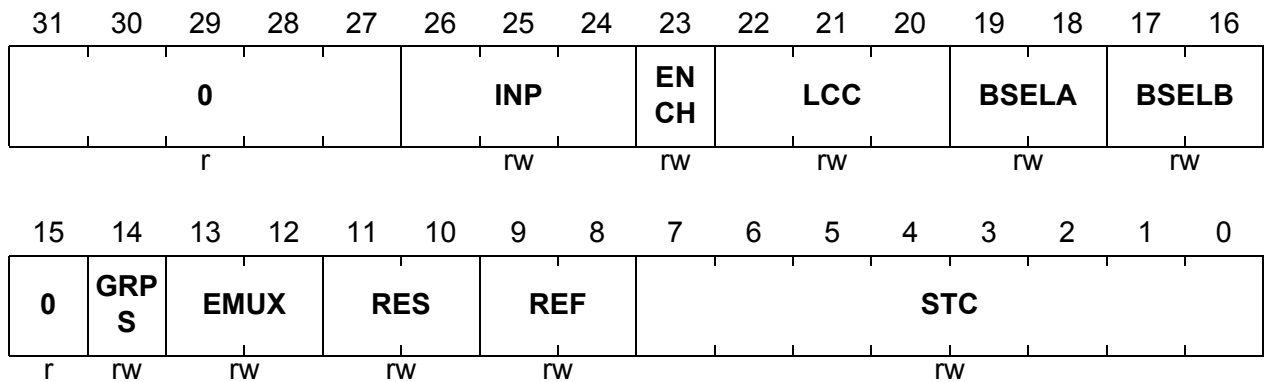 31 30 29 28 27 26 25 24 23 22 21 20 19 18 17 16
0 INP EN CH LCC BSELA BSELB
r rw rw rw rw rw
15 14 13 12 11 10 9 8 7 6 5 4 3 2 1 0
0 GRP S EMUX RES REF STC
r rw rw rw rw rw